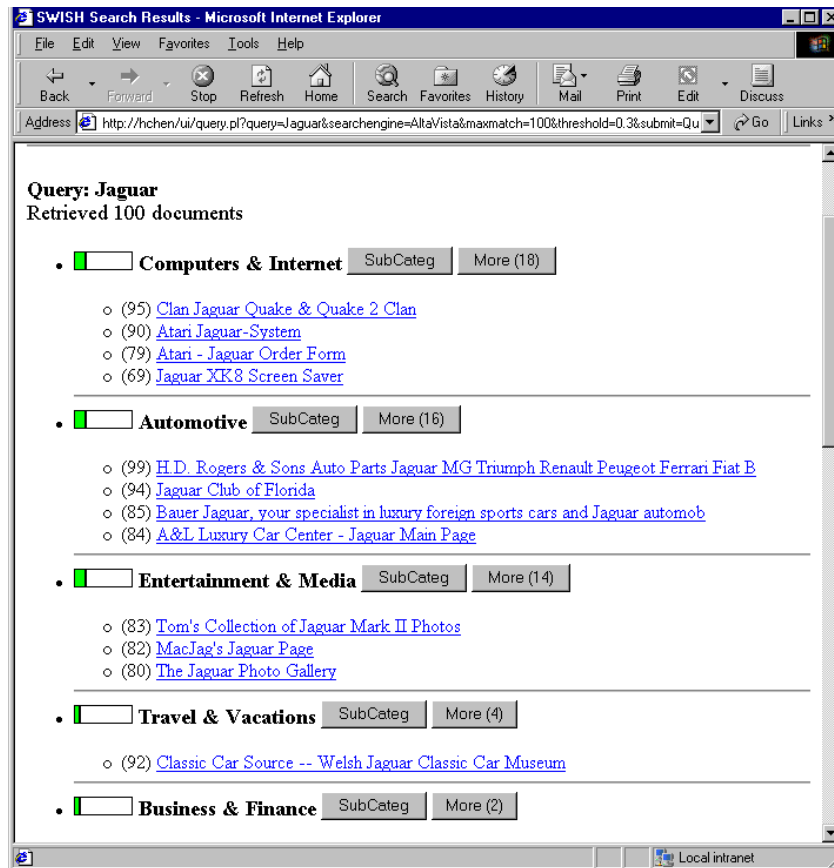 SWISH Search Results - Microsoft Internet Explorer
File Edit View Favorites Tools Help
Back Forward Stop Refresh Home Search Favorites History Mail Print Edit Discuss
Address http://hchen/ui/query.pl?query=Jaguar&searchengine=AltaVista&maxmatch=100&threshold=0.3&submit=Qu Go Links »
Query: Jaguar
Retrieved 100 documents
Computers & Internet SubCateg More (18)
(95) Clan Jaguar Quake & Quake 2 Clan
(90) Atari Jaguar-System
(79) Atari - Jaguar Order Form
(69) Jaguar XK8 Screen Saver
Automotive SubCateg More (16)
(99) H.D. Rogers & Sons Auto Parts Jaguar MG Triumph Renault Peugeot Ferrari Fiat B
(94) Jaguar Club of Florida
(85) Bauer Jaguar, your specialist in luxury foreign sports cars and Jaguar automob
(84) A&L Luxury Car Center - Jaguar Main Page
Entertainment & Media SubCateg More (14)
(83) Tom's Collection of Jaguar Mark II Photos
(82) MacJag's Jaguar Page
(80) The Jaguar Photo Gallery
Travel & Vacations SubCateg More (4)
(92) Classic Car Source -- Welsh Jaguar Classic Car Museum
Business & Finance SubCateg More (2)
Local intranet